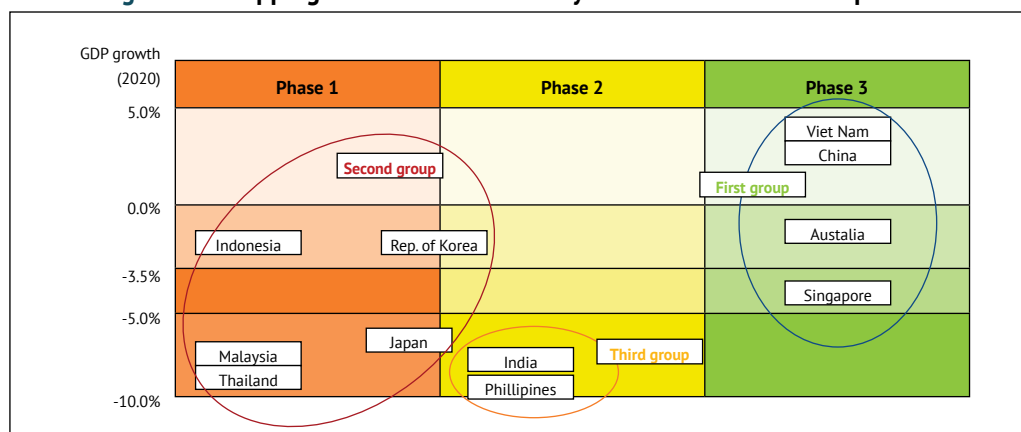 pping
y
p
GDP growth
(2020)
Phase 1
Phase 2
Phase 3
5.0%
Viet Nam
China
Second group
First group
0.0%
Indonesia
Rep. of Korea
Austalia
-3.5%
Singapore
-5.0%
Japan
Malaysia
Thailand
India
Phillipines
Third group
-10.0%